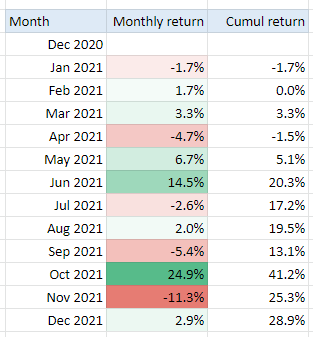 Month Monthly return Cumul return
Dec 2020
Jan 2021 -1.7% -1.7%
Feb 2021 1.7% 0.0%
Mar 2021 3.3% 3.3%
Apr 2021 -4.7% -1.5%
May 2021 6.7% 5.1%
Jun 2021 14.5% 20.3%
Jul 2021 -2.6% 17.2%
Aug 2021 2.0% 19.5%
Sep 2021 -5.4% 13.1%
Oct 2021 24.9% 41.2%
Nov 2021 -11.3% 25.3%
Dec 2021 2.9% 28.9%